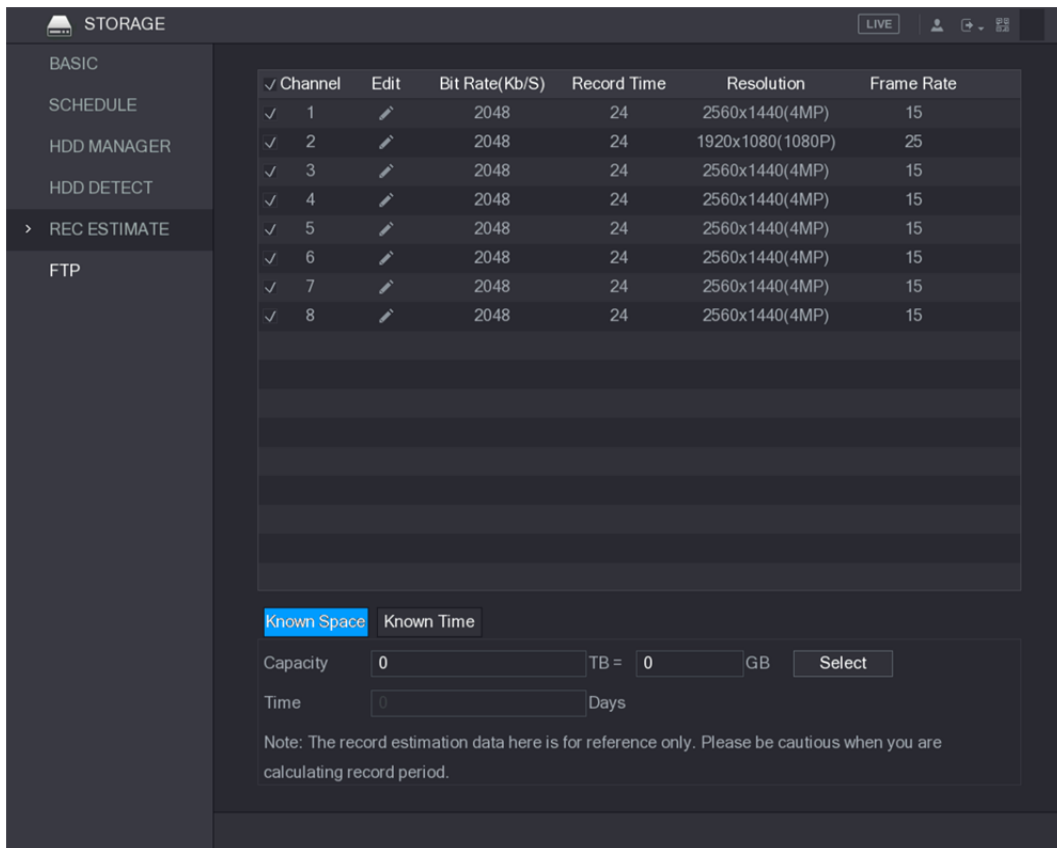 STORAGE LIVE
BASIC
SCHEDULE
HDD MANAGER
HDD DETECT
> REC ESTIMATE
FTP
Channel Edit Bit Rate(Kb/S) Record Time Resolution Frame Rate
1 2048 24 2560x1440(4MP) 15
2 2048 24 1920x1080(1080P) 25
3 2048 24 2560x1440(4MP) 15
4 2048 24 2560x1440(4MP) 15
5 2048 24 2560x1440(4MP) 15
6 2048 24 2560x1440(4MP) 15
7 2048 24 2560x1440(4MP) 15
8 2048 24 2560x1440(4MP) 15
Known Space Known Time
Capacity 0 TB = 0 GB Select
Time 0 Days
Note: The record estimation data here is for reference only. Please be cautious when you are
calculating record period.